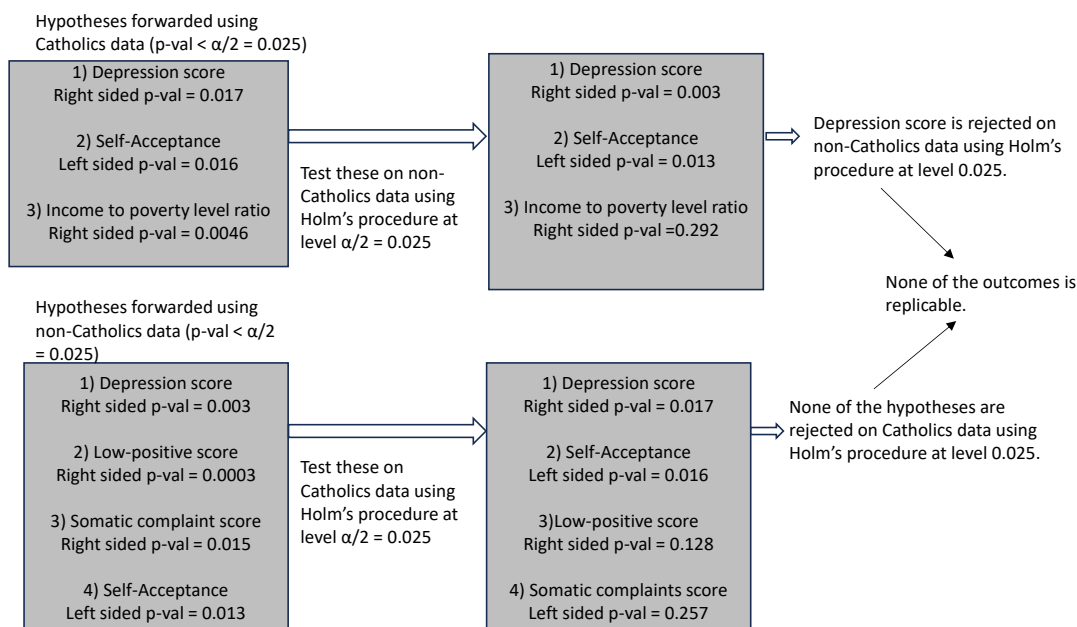 Hypotheses forwarded using
Catholics data (p-val < α/2 = 0.025)
1) Depression score
Right sided p-val = 0.017
2) Self-Acceptance
Left sided p-val = 0.016
3) Income to poverty level ratio
Right sided p-val = 0.0046
Test these on non-
Catholics data using
Holm's procedure at
level α/2 = 0.025
1) Depression score
Right sided p-val = 0.003
2) Self-Acceptance
Left sided p-val = 0.013
3) Income to poverty level ratio
Right sided p-val =0.292
Depression score is rejected on
non-Catholics data using Holm's
procedure at level 0.025.
None of the outcomes is
replicable.
Hypotheses forwarded using
non-Catholics data (p-val < α/2
= 0.025)
1) Depression score
Right sided p-val = 0.003
2) Low-positive score
Right sided p-val = 0.0003
3) Somatic complaint score
Right sided p-val = 0.015
4) Self-Acceptance
Left sided p-val = 0.013
Test these on
Catholics data using
Holm's procedure at
level α/2 = 0.025
1) Depression score
Right sided p-val = 0.017
2) Self-Acceptance
Left sided p-val = 0.016
3)Low-positive score
Right sided p-val = 0.128
4) Somatic complaints score
Left sided p-val = 0.257
None of the hypotheses are
rejected on Catholics data using
Holm's procedure at level 0.025.